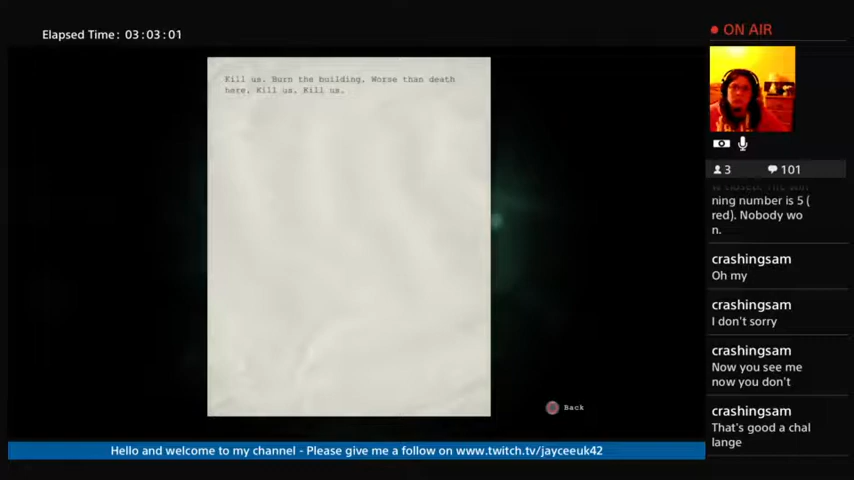 Elapsed Time: 03:03:01
ON AIR
Kill us. Burn the building. Worse than death
here. Kill us. Kill us.
3
101
ning number is 5 (
red). Nobody wo
n.
crashingsam
Oh my
crashingsam
I don't sorry
crashingsam
Now you see me
now you don't
crashingsam
That's good a chal
lange
Back
Hello and welcome to my channel - Please give me a follow on www.twitch.tv/jayceeuk42